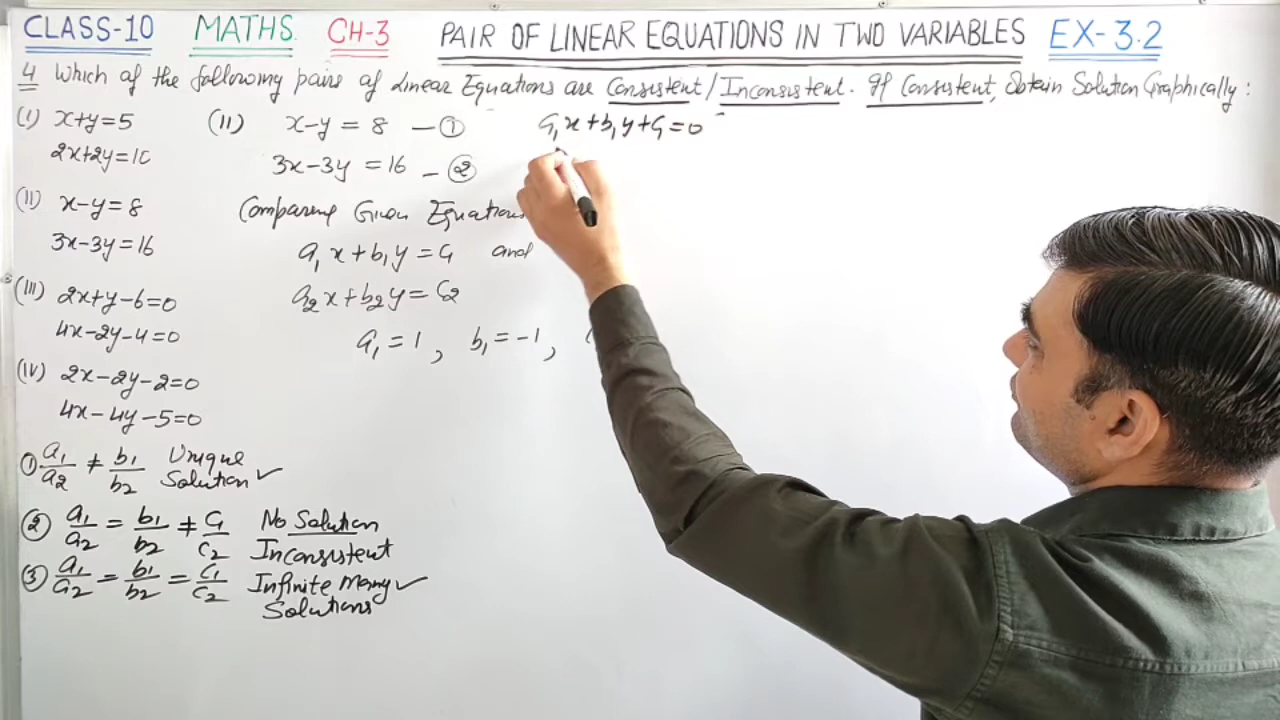 CLASS-10 MATHS CH-3 PAIR OF LINEAR EQUATIONS IN TWO VARIABLES EX-3.2
4 Which of the following pairs of Linear Equations are Consistent/Inconsistent. If Consistent, Obtain Solution Graphically:
(I) x+y=5
2x+2y=10
(II) x-y=8
3x-3y=16
(III) 2x+y-6=0
4x-2y-4=0
(IV) 2x-2y-2=0
4x-4y-5=0
① a₁/a₂ ≠ b₁/b₂ Unique Solution ✓
② a₁/a₂ = b₁/b₂ ≠ c₁/c₂ No Solution Inconsistent
③ a₁/a₂ = b₁/b₂ = c₁/c₂ Infinite Many Solutions ✓
(II) x-y = 8 —①
3x-3y = 16 —②
Comparing Given Equations
a₁x+b₁y = c₁ and
a₂x+b₂y = c₂
a₁=1, b₁=-1,
a₁x+b₁y+c₁=0